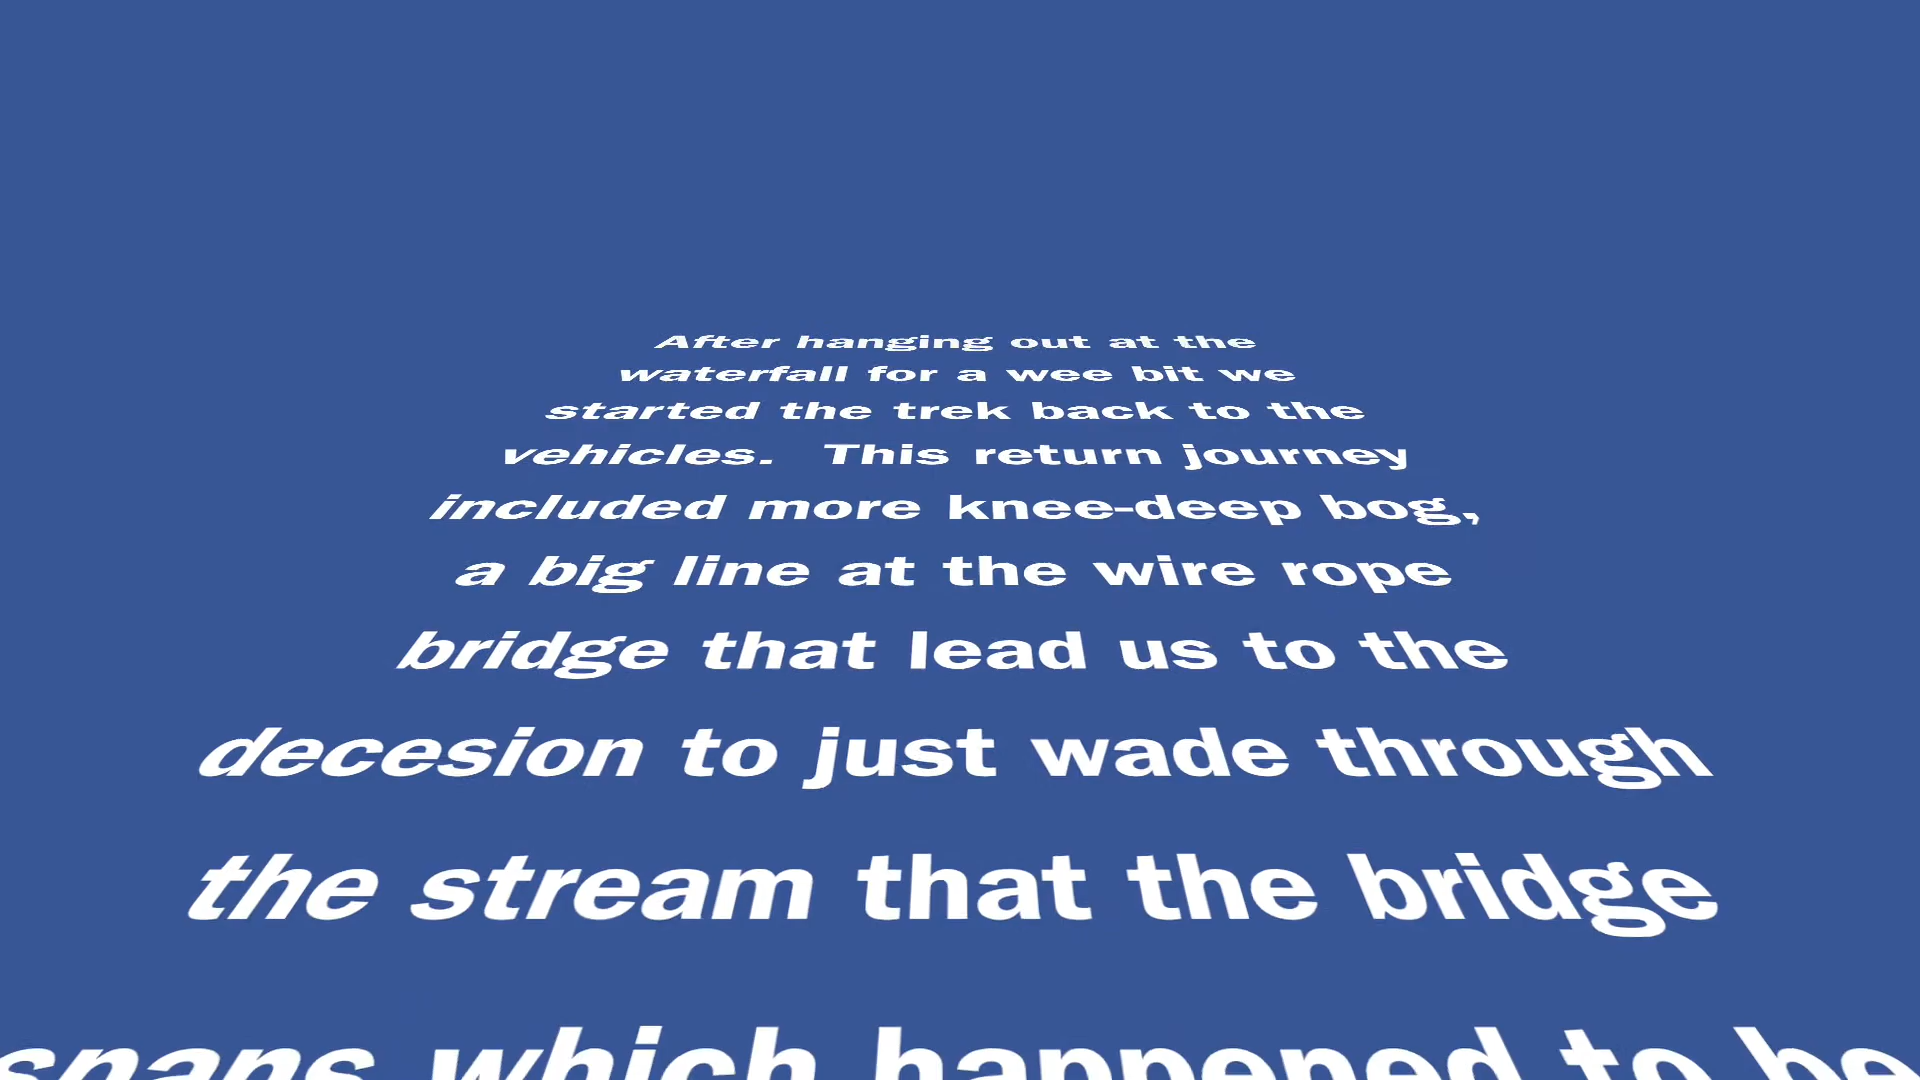 After hanging out at the
waterfall for a wee bit we
started the trek back to the
vehicles.  This return journey
included more knee-deep bog,
a big line at the wire rope
bridge that lead us to the
decesion to just wade through
the stream that the bridge
spans which happened to be